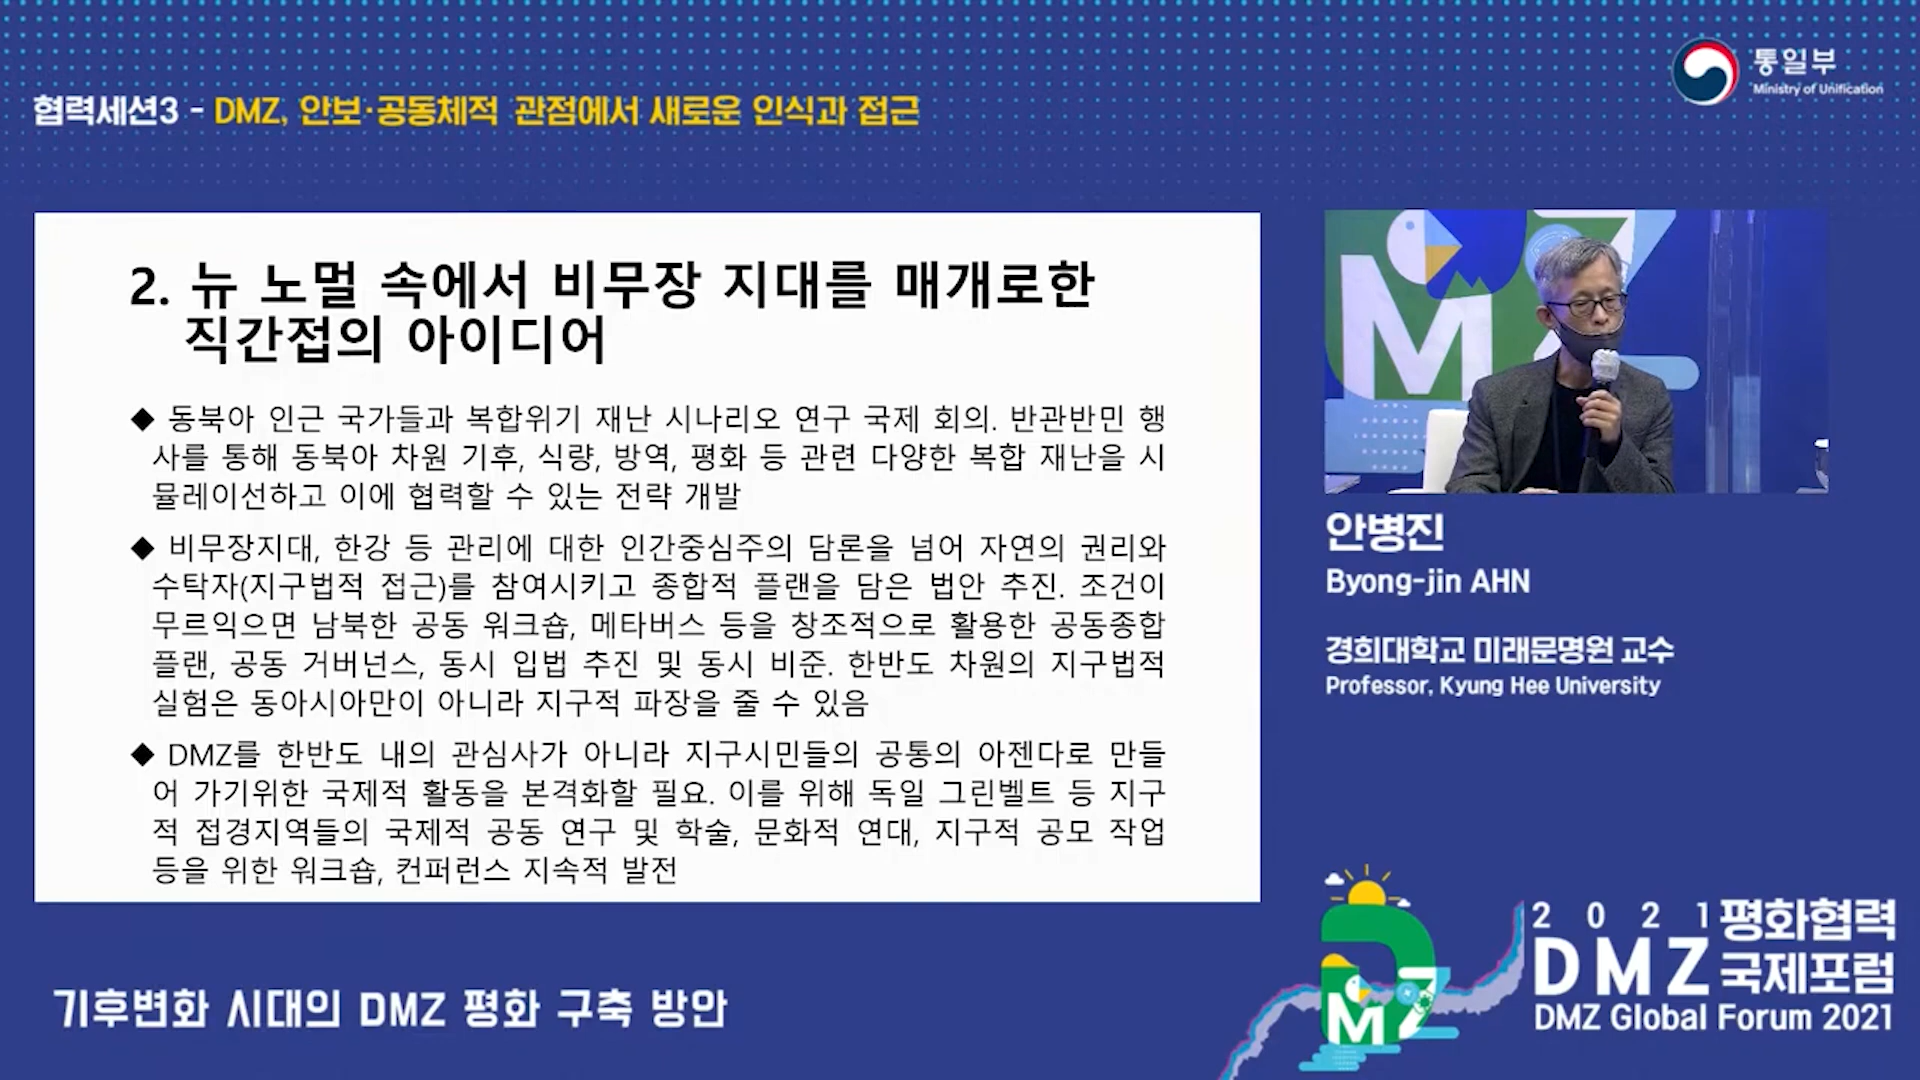 통일부
Ministry of Unification
협력세션3 - DMZ, 안보·공동체적 관점에서 새로운 인식과 접근
2. 뉴 노멀 속에서 비무장 지대를 매개로한
직간접의 아이디어
◆ 동북아 인근 국가들과 복합위기 재난 시나리오 연구 국제 회의. 반관반민 행
사를 통해 동북아 차원 기후, 식량, 방역, 평화 등 관련 다양한 복합 재난을 시
뮬레이션하고 이에 협력할 수 있는 전략 개발
◆ 비무장지대, 한강 등 관리에 대한 인간중심주의 담론을 넘어 자연의 권리와
수탁자(지구법적 접근)를 참여시키고 종합적 플랜을 담은 법안 추진. 조건이
무르익으면 남북한 공동 워크숍, 메타버스 등을 창조적으로 활용한 공동종합
플랜, 공동 거버넌스, 동시 입법 추진 및 동시 비준. 한반도 차원의 지구법적
실험은 동아시아만이 아니라 지구적 파장을 줄 수 있음
◆ DMZ를 한반도 내의 관심사가 아니라 지구시민들의 공통의 아젠다로 만들
어 가기위한 국제적 활동을 본격화할 필요. 이를 위해 독일 그린벨트 등 지구
적 접경지역들의 국제적 공동 연구 및 학술, 문화적 연대, 지구적 공모 작업
등을 위한 워크숍, 컨퍼런스 지속적 발전
M Z
안병진
Byong-jin AHN
경희대학교 미래문명원 교수
Professor, Kyung Hee University
기후변화 시대의 DMZ 평화 구축 방안
D
M Z
2021 평화협력
DMZ 국제포럼
DMZ Global Forum 2021